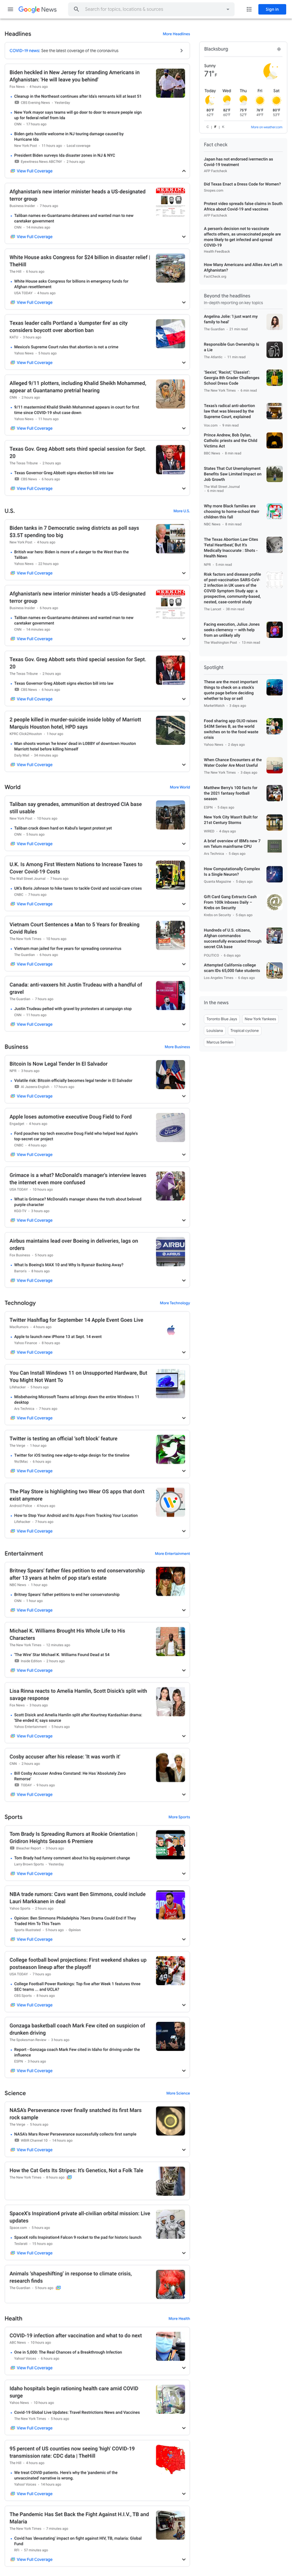 Google News
Search for topics, locations & sources
Sign in
Headlines
More Headlines
COVID-19 news: See the latest coverage of the coronavirus
Biden heckled in New Jersey for stranding Americans in
Afghanistan: 'He will leave you behind'
Fox News · 5 hours ago
Cleanup in the Northeast continues after Ida's remnants kill at least 51
CBS Evening News · Yesterday
New York mayor says teams will go door to door to ensure people sign
up for federal relief from Ida
CNN · 17 hours ago
Biden gets hostile welcome in NJ touring damage caused by
Hurricane Ida
New York Post · 11 hours ago · Local coverage
President Biden surveys Ida disaster zones in NJ & NYC
Eyewitness News ABC7NY · 2 hours ago
View Full Coverage
Afghanistan's new interior minister heads a US-designated
terror group
Business Insider · 7 hours ago
Taliban names ex-Guantanamo detainees and wanted man to new
caretaker government
CNN
View Full Coverage
White House asks Congress for $24 billion in disaster relief |
TheHill
The Hill · 5 hours ago
White House asks Congress for billions in emergency funds for
Afghan resettlement
USA TODAY · 4 hours ago
View Full Coverage
Texas leader calls Portland a 'dumpster fire' as city
considers boycott over abortion ban
KATU · 3 hours ago
Mexico's Supreme Court rules that abortion is not a crime
Yahoo News · 5 hours ago
View Full Coverage
Alleged 9/11 plotters, including Khalid Sheikh Mohammed,
appear at Guantanamo pretrial hearing
CNN · 3 hours ago
9/11 mastermind Khalid Sheikh Mohammed appears in court for first
time since COVID-19 shut case down
Yahoo News · 11 hours ago
View Full Coverage
Texas Gov. Greg Abbott sets third special session for Sept.
20
The Texas Tribune · 2 hours ago
Texas Governor Greg Abbott signs election bill into law
CBS News · 6 hours ago
View Full Coverage
U.S.
More U.S.
Biden tanks in 7 Democratic swing districts as poll says
$3.5T spending too big
New York Post · 8 hours ago
British war hero: Biden is more of a danger to the West than the
Taliban
Yahoo News · 22 hours ago
View Full Coverage
Afghanistan's new interior minister heads a US-designated
terror group
Business Insider · 6 hours ago
Taliban names ex-Guantanamo detainees and wanted man to new
caretaker government
CNN
View Full Coverage
Texas Gov. Greg Abbott sets third special session for Sept.
20
The Texas Tribune · 2 hours ago
Texas Governor Greg Abbott signs election bill into law
CBS News · 6 hours ago
View Full Coverage
2 people killed in murder-suicide inside lobby of Marriott
Marquis Houston hotel, HPD says
KPRC Click2Houston · 1 hour ago
Man shoots woman 'he knew' dead in LOBBY of downtown Houston
Marriott hotel before killing himself
Daily Mail
View Full Coverage
World
More World
Taliban say grenades, ammunition at destroyed CIA base
still usable
New York Post · 10 hours ago
Taliban crack down hard on Kabul's largest protest yet
CNN · 5 hours ago
View Full Coverage
U.K. Is Among First Western Nations to Increase Taxes to
Cover Covid-19 Costs
The Wall Street Journal · 7 hours ago
UK's Boris Johnson to hike taxes to tackle Covid and social-care crises
CNBC · 7 hours ago
View Full Coverage
Vietnam Court Sentences a Man to 5 Years for Breaking
Covid Rules
The New York Times · 10 hours ago
Vietnam man jailed for five years for spreading coronavirus
The Guardian · 6 hours ago
View Full Coverage
Canada: anti-vaxxers hit Justin Trudeau with a handful of
gravel
The Guardian · 7 hours ago
Justin Trudeau pelted with gravel by protesters at campaign stop
CNN · 11 hours ago
View Full Coverage
Business
More Business
Bitcoin Is Now Legal Tender In El Salvador
NPR · 3 hours ago
Volatile risk: Bitcoin officially becomes legal tender in El Salvador
Al Jazeera English · 17 hours ago
View Full Coverage
Apple loses automotive executive Doug Field to Ford
Engadget · 6 hours ago
Ford poaches top tech executive Doug Field who helped lead Apple's
top-secret car project
CNBC · 4 hours ago
View Full Coverage
Grimace is a what? McDonald's manager's interview leaves
the internet even more confused
USA TODAY · 10 hours ago
What is Grimace? McDonald's manager shares the truth about beloved
purple character
KGO-TV · 3 hours ago
View Full Coverage
Airbus maintains lead over Boeing in deliveries, lags on
orders
Fox Business · 5 hours ago
What Is Boeing's MAX 10 and Why Is Ryanair Balking Away?
Barron's · 8 hours ago
View Full Coverage
Technology
More Technology
Twitter Hashflag for September 14 Apple Event Goes Live
MacRumors · 4 hours ago
Apple to launch new iPhone 13 at Sept. 14 event
Yahoo Finance · 6 hours ago
View Full Coverage
You Can Install Windows 11 on Unsupported Hardware, But
You Might Not Want To
Lifehacker · 5 hours ago
Misbehaving Microsoft Teams ad brings down the entire Windows 11
desktop
Ars Technica · 7 hours ago
View Full Coverage
Twitter is testing an official 'soft block' feature
The Verge · 1 hour ago
Twitter for iOS testing new edge-to-edge design for the timeline
9to5Mac · 4 hours ago
View Full Coverage
The Play Store is highlighting two Wear OS apps that don't
exist anymore
Android Police · 4 hours ago
How to Stop Your Android and Its Apps From Tracking Your Location
Lifehacker · 7 hours ago
View Full Coverage
Entertainment
More Entertainment
Britney Spears' father files petition to end conservatorship
after 13 years at helm of pop star's estate
NBC News · 1 hour ago
Britney Spears' father petitions to end her conservatorship
CNN · 1 hour ago
View Full Coverage
Michael K. Williams Brought His Whole Life to His
Characters
The New York Times
'The Wire' Star Michael K. Williams Found Dead at 54
Inside Edition · 3 hours ago
View Full Coverage
Lisa Rinna reacts to Amelia Hamlin, Scott Disick's split with
savage response
Fox News · 3 hours ago
Scott Disick and Amelia Hamlin split after Kourtney Kardashian drama:
'She ended it,' says source
Yahoo Entertainment · 5 hours ago
View Full Coverage
Cosby accuser after his release: 'It was worth it'
CNN · 3 hours ago
Bill Cosby Accuser Andrea Constand: He Has 'Absolutely Zero
Remorse'
TODAY · 5 hours ago
View Full Coverage
Sports
More Sports
Tom Brady Is Spreading Rumors at Rookie Orientation |
Gridiron Heights Season 6 Premiere
Bleacher Report · 5 hours ago
Tom Brady had funny comment about his big equipment change
Larry Brown Sports · Yesterday
View Full Coverage
NBA trade rumors: Cavs want Ben Simmons, could include
Lauri Markkanen in deal
Yahoo Sports · 2 hours ago
Opinion: Ben Simmons Philadelphia 76ers Drama Could End If They
Traded Him To This Team
Sports Illustrated · 5 hours ago · Opinion
View Full Coverage
College football bowl projections: First weekend shakes up
postseason lineup after the playoff
USA TODAY · 7 hours ago
College Football Power Rankings: Top five after Week 1 features three
SEC teams ... and UCLA?
CBS Sports · 6 hours ago
View Full Coverage
Gonzaga basketball coach Mark Few cited on suspicion of
drunken driving
The Spokesman-Review · 3 hours ago
Report - Gonzaga coach Mark Few cited in Idaho for driving under the
influence
ESPN · 3 hours ago
View Full Coverage
Science
More Science
NASA's Perseverance rover finally snatched its first Mars
rock sample
The Verge · 5 hours ago
NASA's Mars Rover Perseverance successfully collects first sample
WION · 14 hours ago
View Full Coverage
How the Cat Gets Its Stripes: It's Genetics, Not a Folk Tale
The New York Times · 8 hours ago
SpaceX's Inspiration4 private all-civilian orbital mission: Live
updates
Space.com · 3 hours ago
SpaceX rolls Inspiration4 Falcon 9 rocket to the pad for historic launch
Teslarati · 13 hours ago
View Full Coverage
Animals 'shapeshifting' in response to climate crisis,
research finds
The Guardian · 5 hours ago
Health
More Health
COVID-19 infection after vaccination and what to do next
ABC News · 10 hours ago
One in 5,000: The Real Chances of a Breakthrough Infection
Yahoo! Voices · 6 hours ago
View Full Coverage
Idaho hospitals begin rationing health care amid COVID
surge
Yahoo News · 10 hours ago
Covid-19 Global Live Updates: Travel Restrictions News and Vaccines
The New York Times · 5 hours ago
View Full Coverage
95 percent of US counties now seeing 'high' COVID-19
transmission rate: CDC data | TheHill
The Hill · 8 hours ago
We treat COVID patients. Here's why the 'pandemic of the
unvaccinated' narrative is wrong.
Yahoo! Voices · 10 hours ago
View Full Coverage
The Pandemic Has Set Back the Fight Against H.I.V., TB and
Malaria
The New York Times
Covid has 'devastating' impact on fight against HIV, TB, malaria: Global
Fund
RFI
View Full Coverage
Blacksburg
Sunny
71°F
Today Wed Thu Fri Sat
C | F | K
More on weather.com
Fact check
Japan has not endorsed ivermectin as
Covid-19 treatment
AFP Factcheck
Did Texas Enact a Dress Code for Women?
Snopes.com
Protest video spreads false claims in South
Africa about Covid-19 and vaccines
AFP Factcheck
A person's decision not to vaccinate
affects others, as unvaccinated people are
more likely to get infected and spread
COVID-19
Health Feedback
How Many Americans and Allies Are Left in
Afghanistan?
FactCheck.org
Beyond the headlines
In-depth reporting on key topics
Angelina Jolie: 'I just want my
family to heal'
The Guardian · 21 min read
Responsible Gun Ownership Is
a Lie
The Atlantic · 11 min read
'Sexist,' 'Racist,' 'Classist':
Georgia 8th Grader Challenges
School Dress Code
The New York Times · 4 min read
Texas's radical anti-abortion
law that was blessed by the
Supreme Court, explained
Vox.com · 9 min read
Prince Andrew, Bob Dylan,
Catholic priests and the Child
Victims Act
BBC News · 6 min read
States That Cut Unemployment
Benefits Saw Limited Impact on
Job Growth
The Wall Street Journal
· 6 min read
Why more Black families are
choosing to home-school their
children this fall
NBC News · 8 min read
The Texas Abortion Law Cites
'Fetal Heartbeat,' But It's
Medically Inaccurate : Shots -
Health News
NPR · 5 min read
Risk factors and disease profile
of post-vaccination SARS-CoV-
2 infection in UK users of the
COVID Symptom Study app: a
prospective, community-based,
nested, case-control study
The Lancet · 38 min read
Facing execution, Julius Jones
seeks clemency — with help
from an unlikely ally
The Washington Post · 13 min read
Spotlight
These are the most important
things to check on a stock's
quote page before deciding
whether to buy or sell
MarketWatch · 3 days ago
Food sharing app OLIO raises
$43M Series B, as the world
switches on to the food waste
crisis
Yahoo News · 2 days ago
When Chance Encounters at the
Water Cooler Are Most Useful
The New York Times · 3 days ago
Matthew Berry's 100 facts for
the 2021 fantasy football
season
ESPN · 5 days ago
New York City Wasn't Built for
21st Century Storms
WIRED · 4 days ago
A brief overview of IBM's new 7
nm Telum mainframe CPU
Ars Technica · 5 days ago
How Computationally Complex
Is a Single Neuron?
Quanta Magazine · 5 days ago
Gift Card Gang Extracts Cash
From 100k Inboxes Daily –
Krebs on Security
Krebs on Security · 5 days ago
Hundreds of U.S. citizens,
Afghan commandos
successfully evacuated through
secret CIA base
POLITICO · 5 days ago
Attempted California college
scam IDs 65,000 fake students
Los Angeles Times · 6 days ago
In the news
Toronto Blue Jays
New York Yankees
Louisiana
Tropical cyclone
Marcus Semien